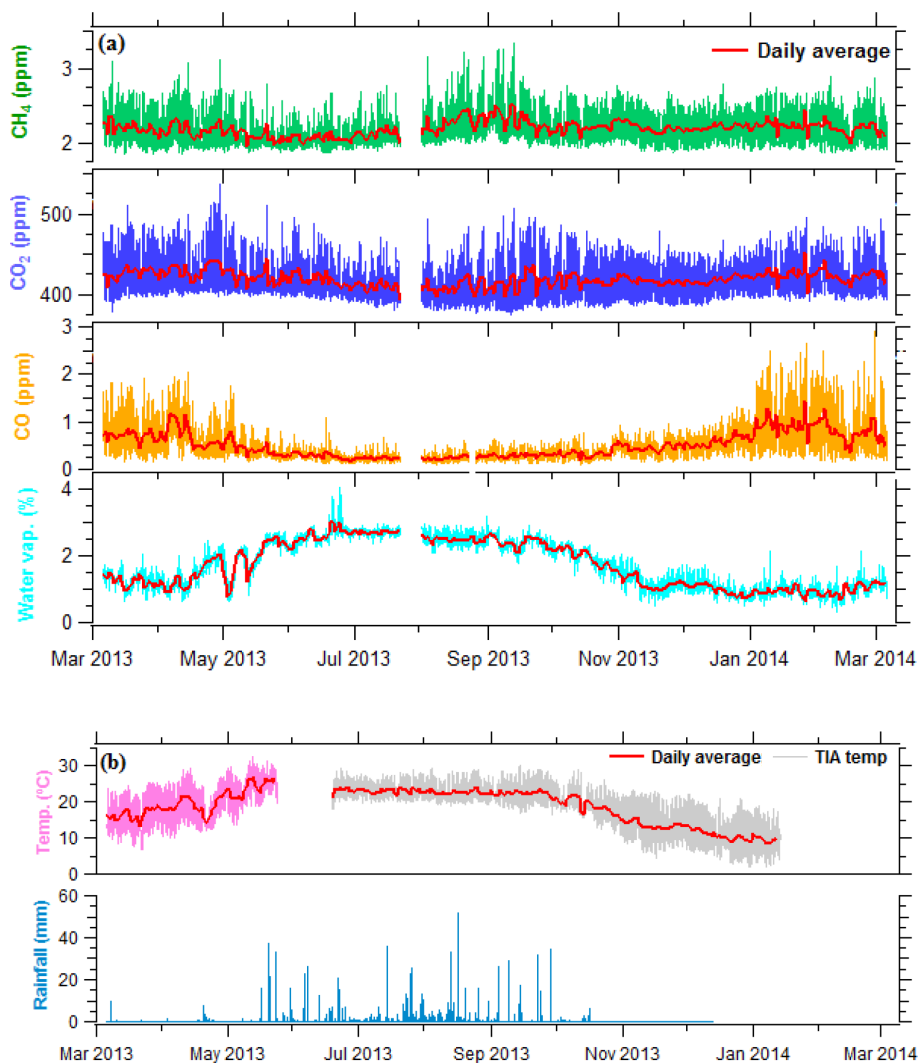 (a)
Daily average
CH4 (ppm)
3
2
CO2 (ppm)
500
400
CO (ppm)
3
2
1
0
Water vap. (%)
4
2
0
Mar 2013 May 2013 Jul 2013 Sep 2013 Nov 2013 Jan 2014 Mar 2014
(b)
Daily average TIA temp
Temp. (ºC)
30
20
10
0
Rainfall (mm)
60
40
20
0
Mar 2013 May 2013 Jul 2013 Sep 2013 Nov 2013 Jan 2014 Mar 2014